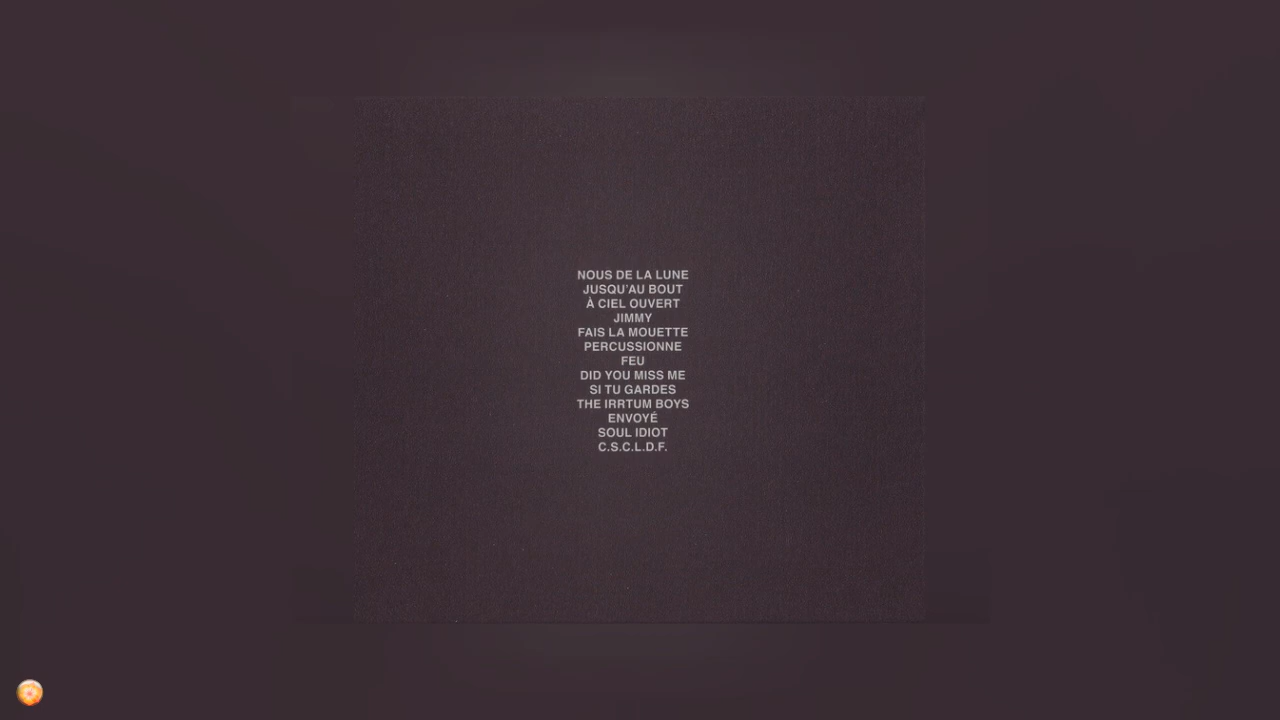 NOUS DE LA LUNE
JUSQU'AU BOUT
À CIEL OUVERT
JIMMY
FAIS LA MOUETTE
PERCUSSIONNE
FEU
DID YOU MISS ME
SI TU GARDES
THE IRRTUM BOYS
ENVOYÉ
SOUL IDIOT
C.S.C.L.D.F.